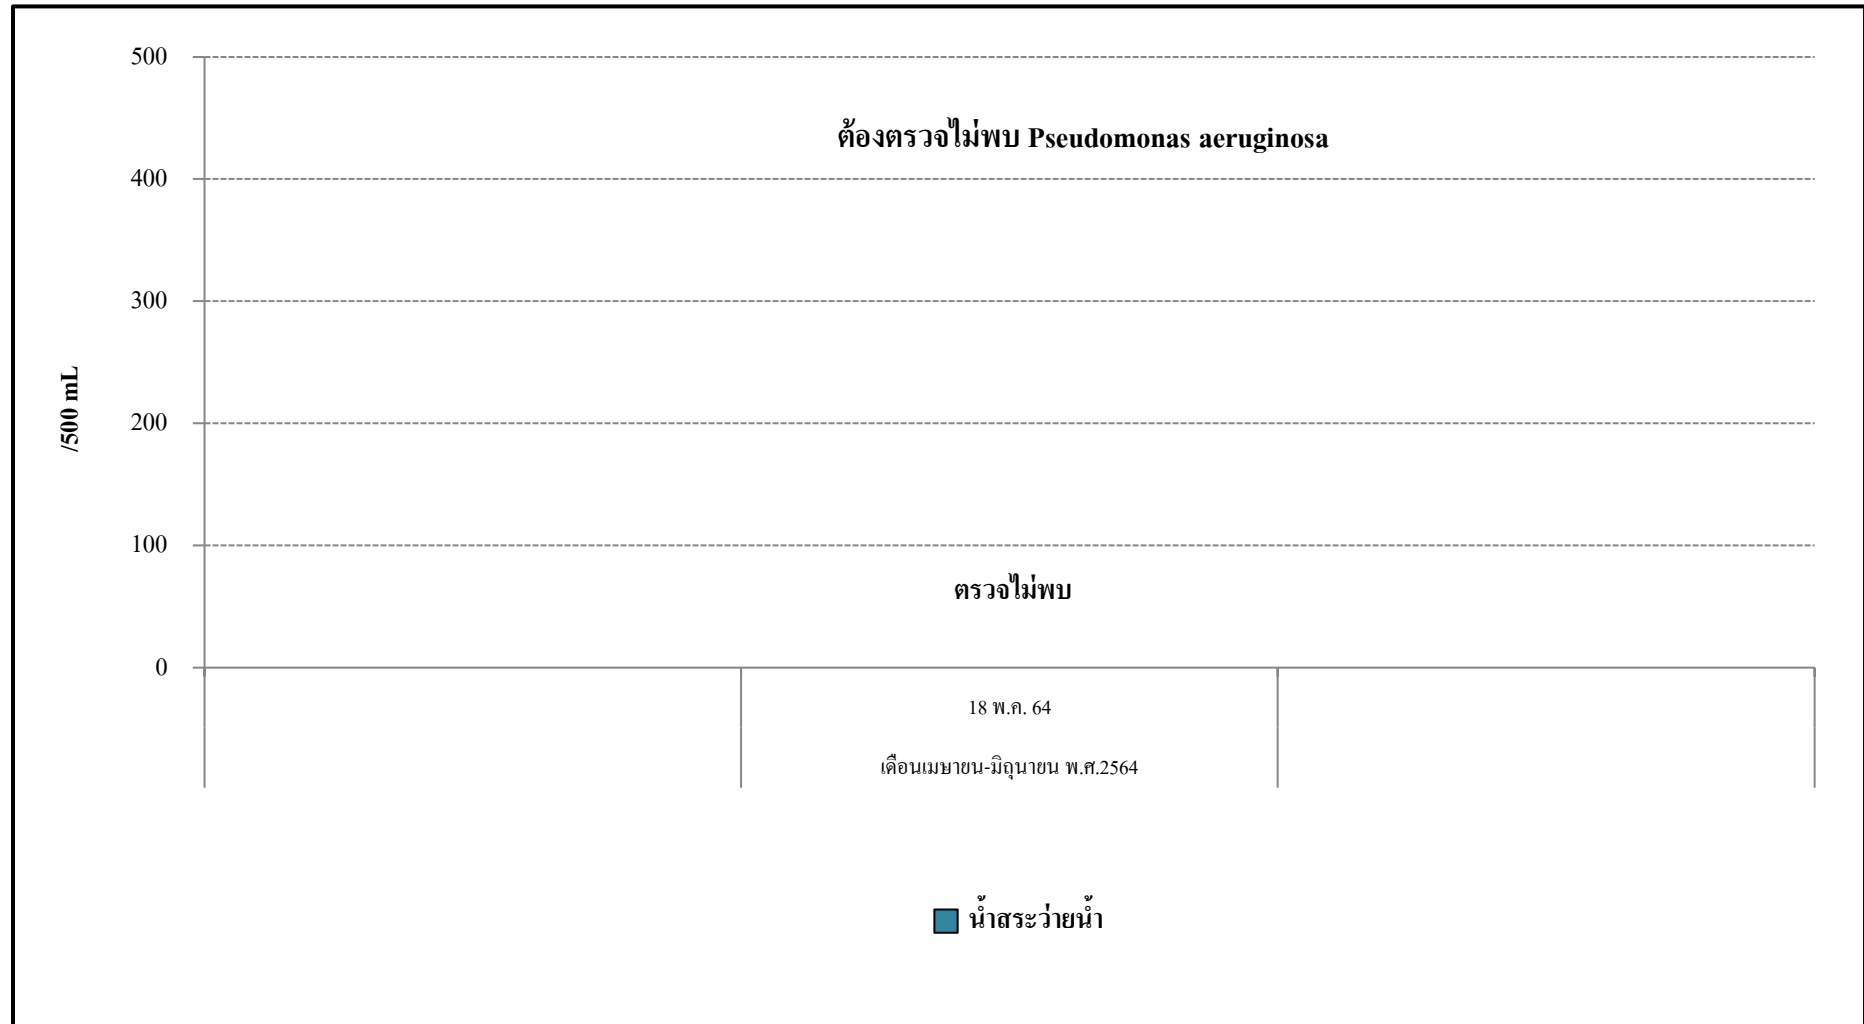 500
ต้องตรวจไม่พบ Pseudomonas aeruginosa
400
300
/500 mL
200
100
ตรวจไม่พบ
0
18 พ.ค. 64
เดือนเมษายน-มิถุนายน พ.ศ.2564
น้ำสระว่ายน้ำ